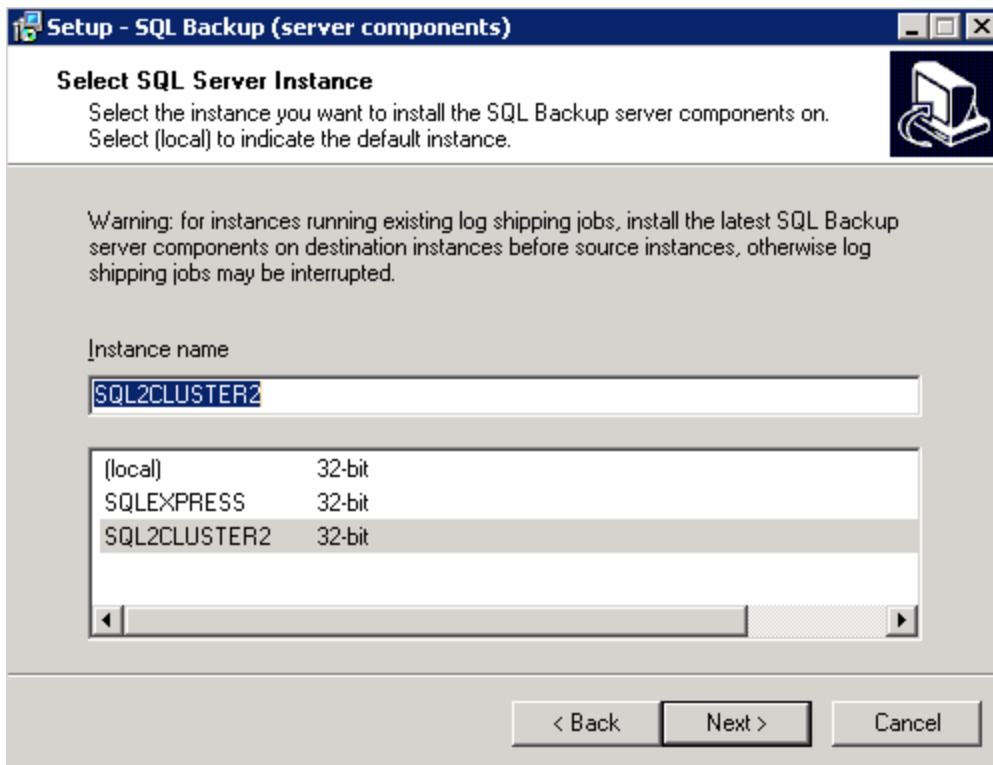 Setup - SQL Backup (server components)
Select SQL Server Instance
Select the instance you want to install the SQL Backup server components on.
Select (local) to indicate the default instance.
Warning: for instances running existing log shipping jobs, install the latest SQL Backup
server components on destination instances before source instances, otherwise log
shipping jobs may be interrupted.
Instance name
SQL2CLUSTER2
(local) 32-bit
SQLEXPRESS 32-bit
SQL2CLUSTER2 32-bit
< Back Next > Cancel